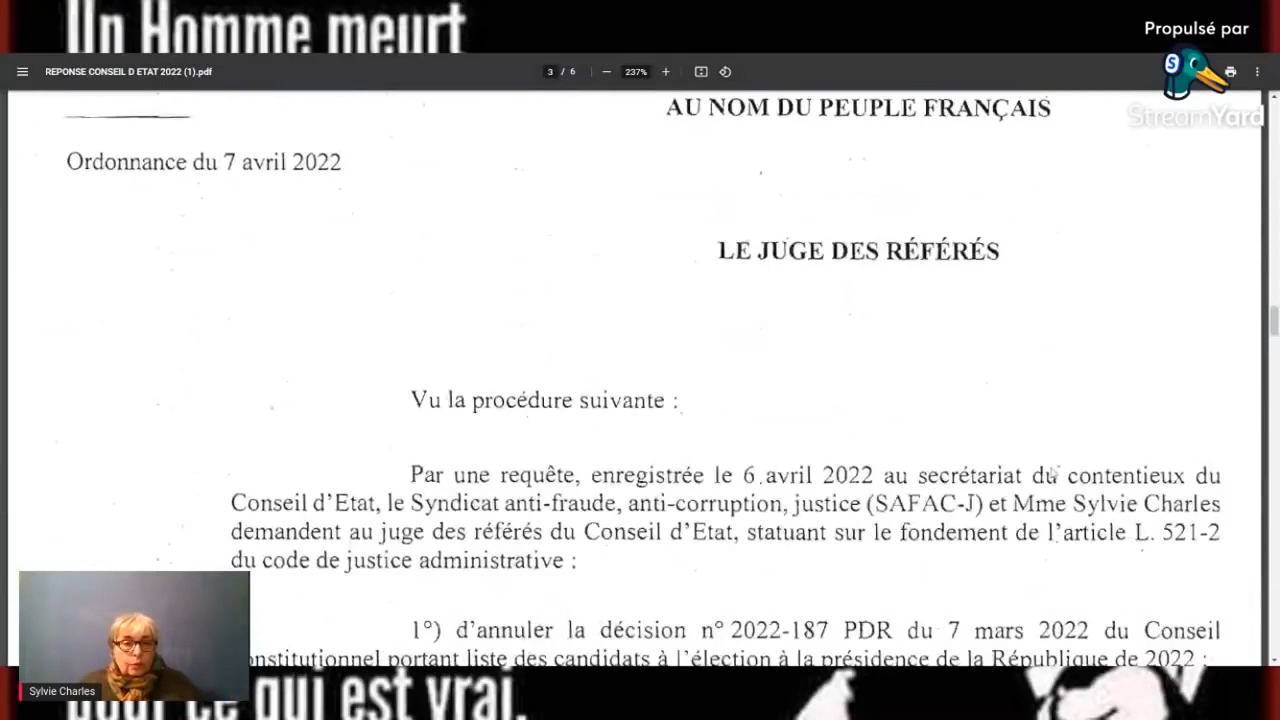 Un Homme meurt
Propulsé par
REPONSE CONSEIL D ETAT 2022 (1).pdf
3 / 6
237%
S
StreamYard
AU NOM DU PEUPLE FRANÇAIS
Ordonnance du 7 avril 2022
LE JUGE DES RÉFÉRÉS
Vu la procédure suivante :
Par une requête, enregistrée le 6 avril 2022 au secrétariat du contentieux du
Conseil d'Etat, le Syndicat anti-fraude, anti-corruption, justice (SAFAC-J) et Mme Sylvie Charles
demandent au juge des référés du Conseil d'Etat, statuant sur le fondement de l'article L. 521-2
du code de justice administrative :
1°) d'annuler la décision n° 2022-187 PDR du 7 mars 2022 du Conseil
onstitutionnel portant liste des candidats à l'élection à la présidence de la République de 2022 ;
Sylvie Charles
pour ce qui est vrai.